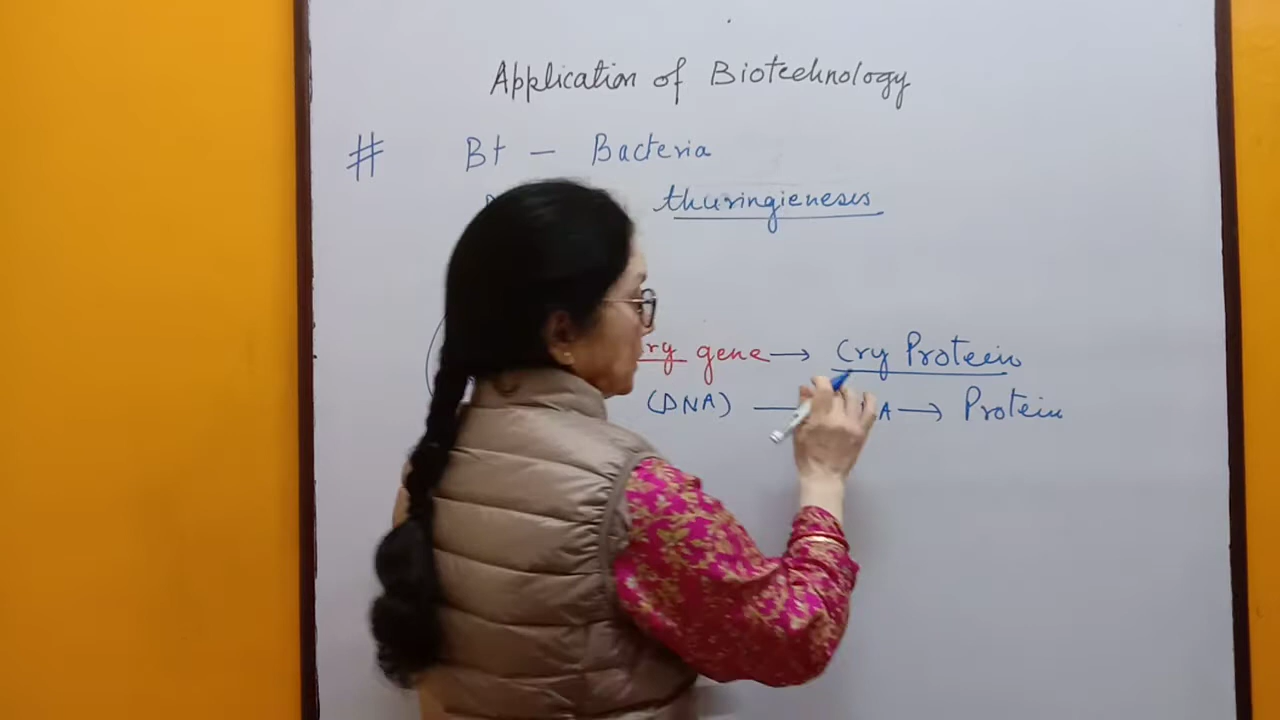 Application of Biotechnology
# Bt - Bacteria
thuringienesis
gene → Cry Protein
(DNA) → Protein